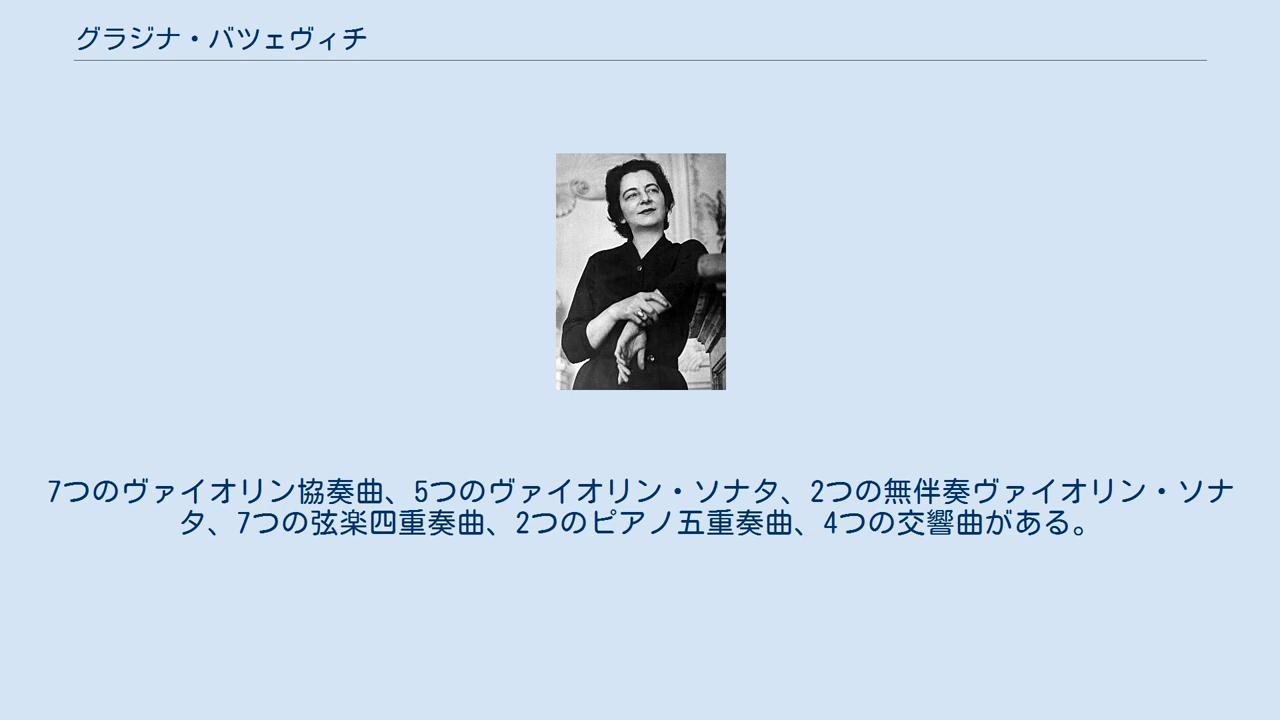 グラジナ・バツェヴィチ
7つのヴァイオリン協奏曲、5つのヴァイオリン・ソナタ、2つの無伴奏ヴァイオリン・ソナ
タ、7つの弦楽四重奏曲、2つのピアノ五重奏曲、4つの交響曲がある。